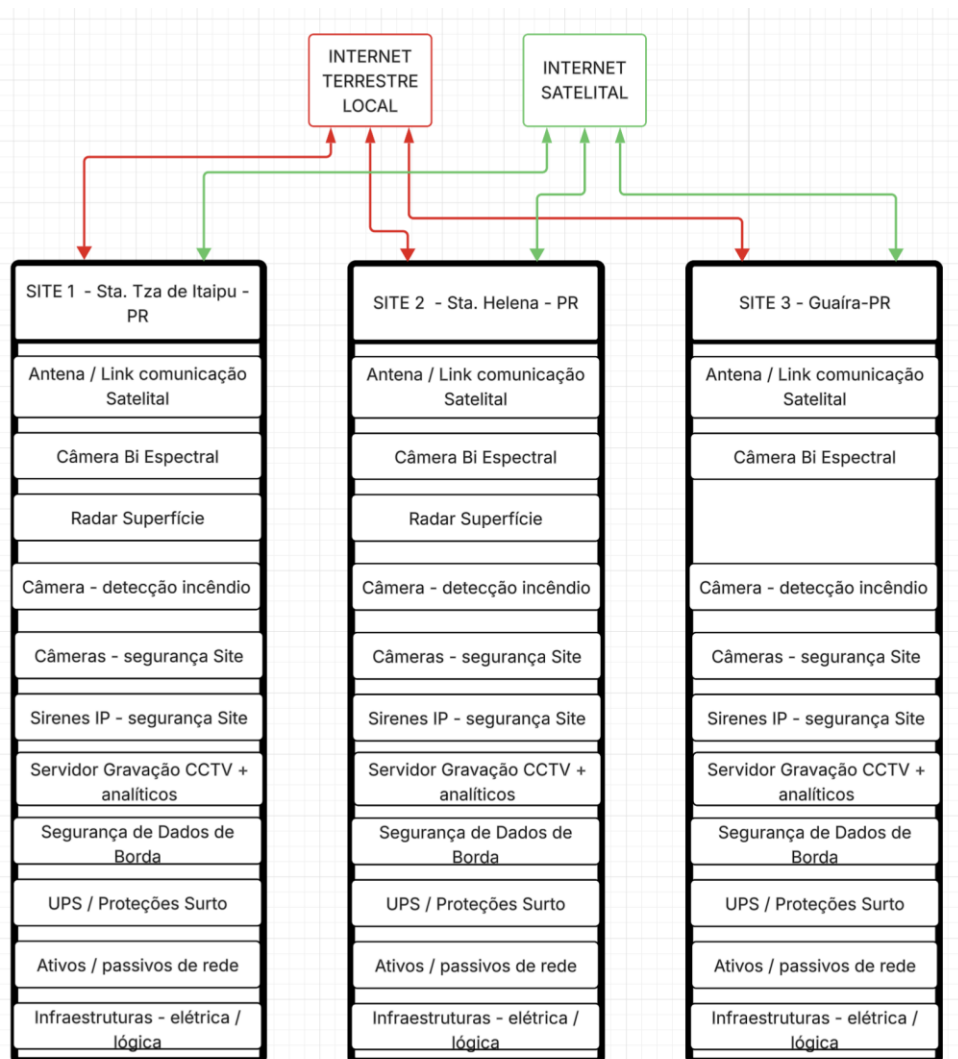 INTERNET
TERRESTRE
LOCAL
INTERNET
SATELITAL
SITE 1  - Sta. Tza de Itaipu -
PR
Antena / Link comunicação
Satelital
Câmera Bi Espectral
Radar Superfície
Câmera - detecção incêndio
Câmeras - segurança Site
Sirenes IP - segurança Site
Servidor Gravação CCTV +
analíticos
Segurança de Dados de
Borda
UPS / Proteções Surto
Ativos / passivos de rede
Infraestruturas - elétrica /
lógica
SITE 2  - Sta. Helena - PR
Antena / Link comunicação
Satelital
Câmera Bi Espectral
Radar Superfície
Câmera - detecção incêndio
Câmeras - segurança Site
Sirenes IP - segurança Site
Servidor Gravação CCTV +
analíticos
Segurança de Dados de
Borda
UPS / Proteções Surto
Ativos / passivos de rede
Infraestruturas - elétrica /
lógica
SITE 3 - Guaíra-PR
Antena / Link comunicação
Satelital
Câmera Bi Espectral
Câmera - detecção incêndio
Câmeras - segurança Site
Sirenes IP - segurança Site
Servidor Gravação CCTV +
analíticos
Segurança de Dados de
Borda
UPS / Proteções Surto
Ativos / passivos de rede
Infraestruturas - elétrica /
lógica